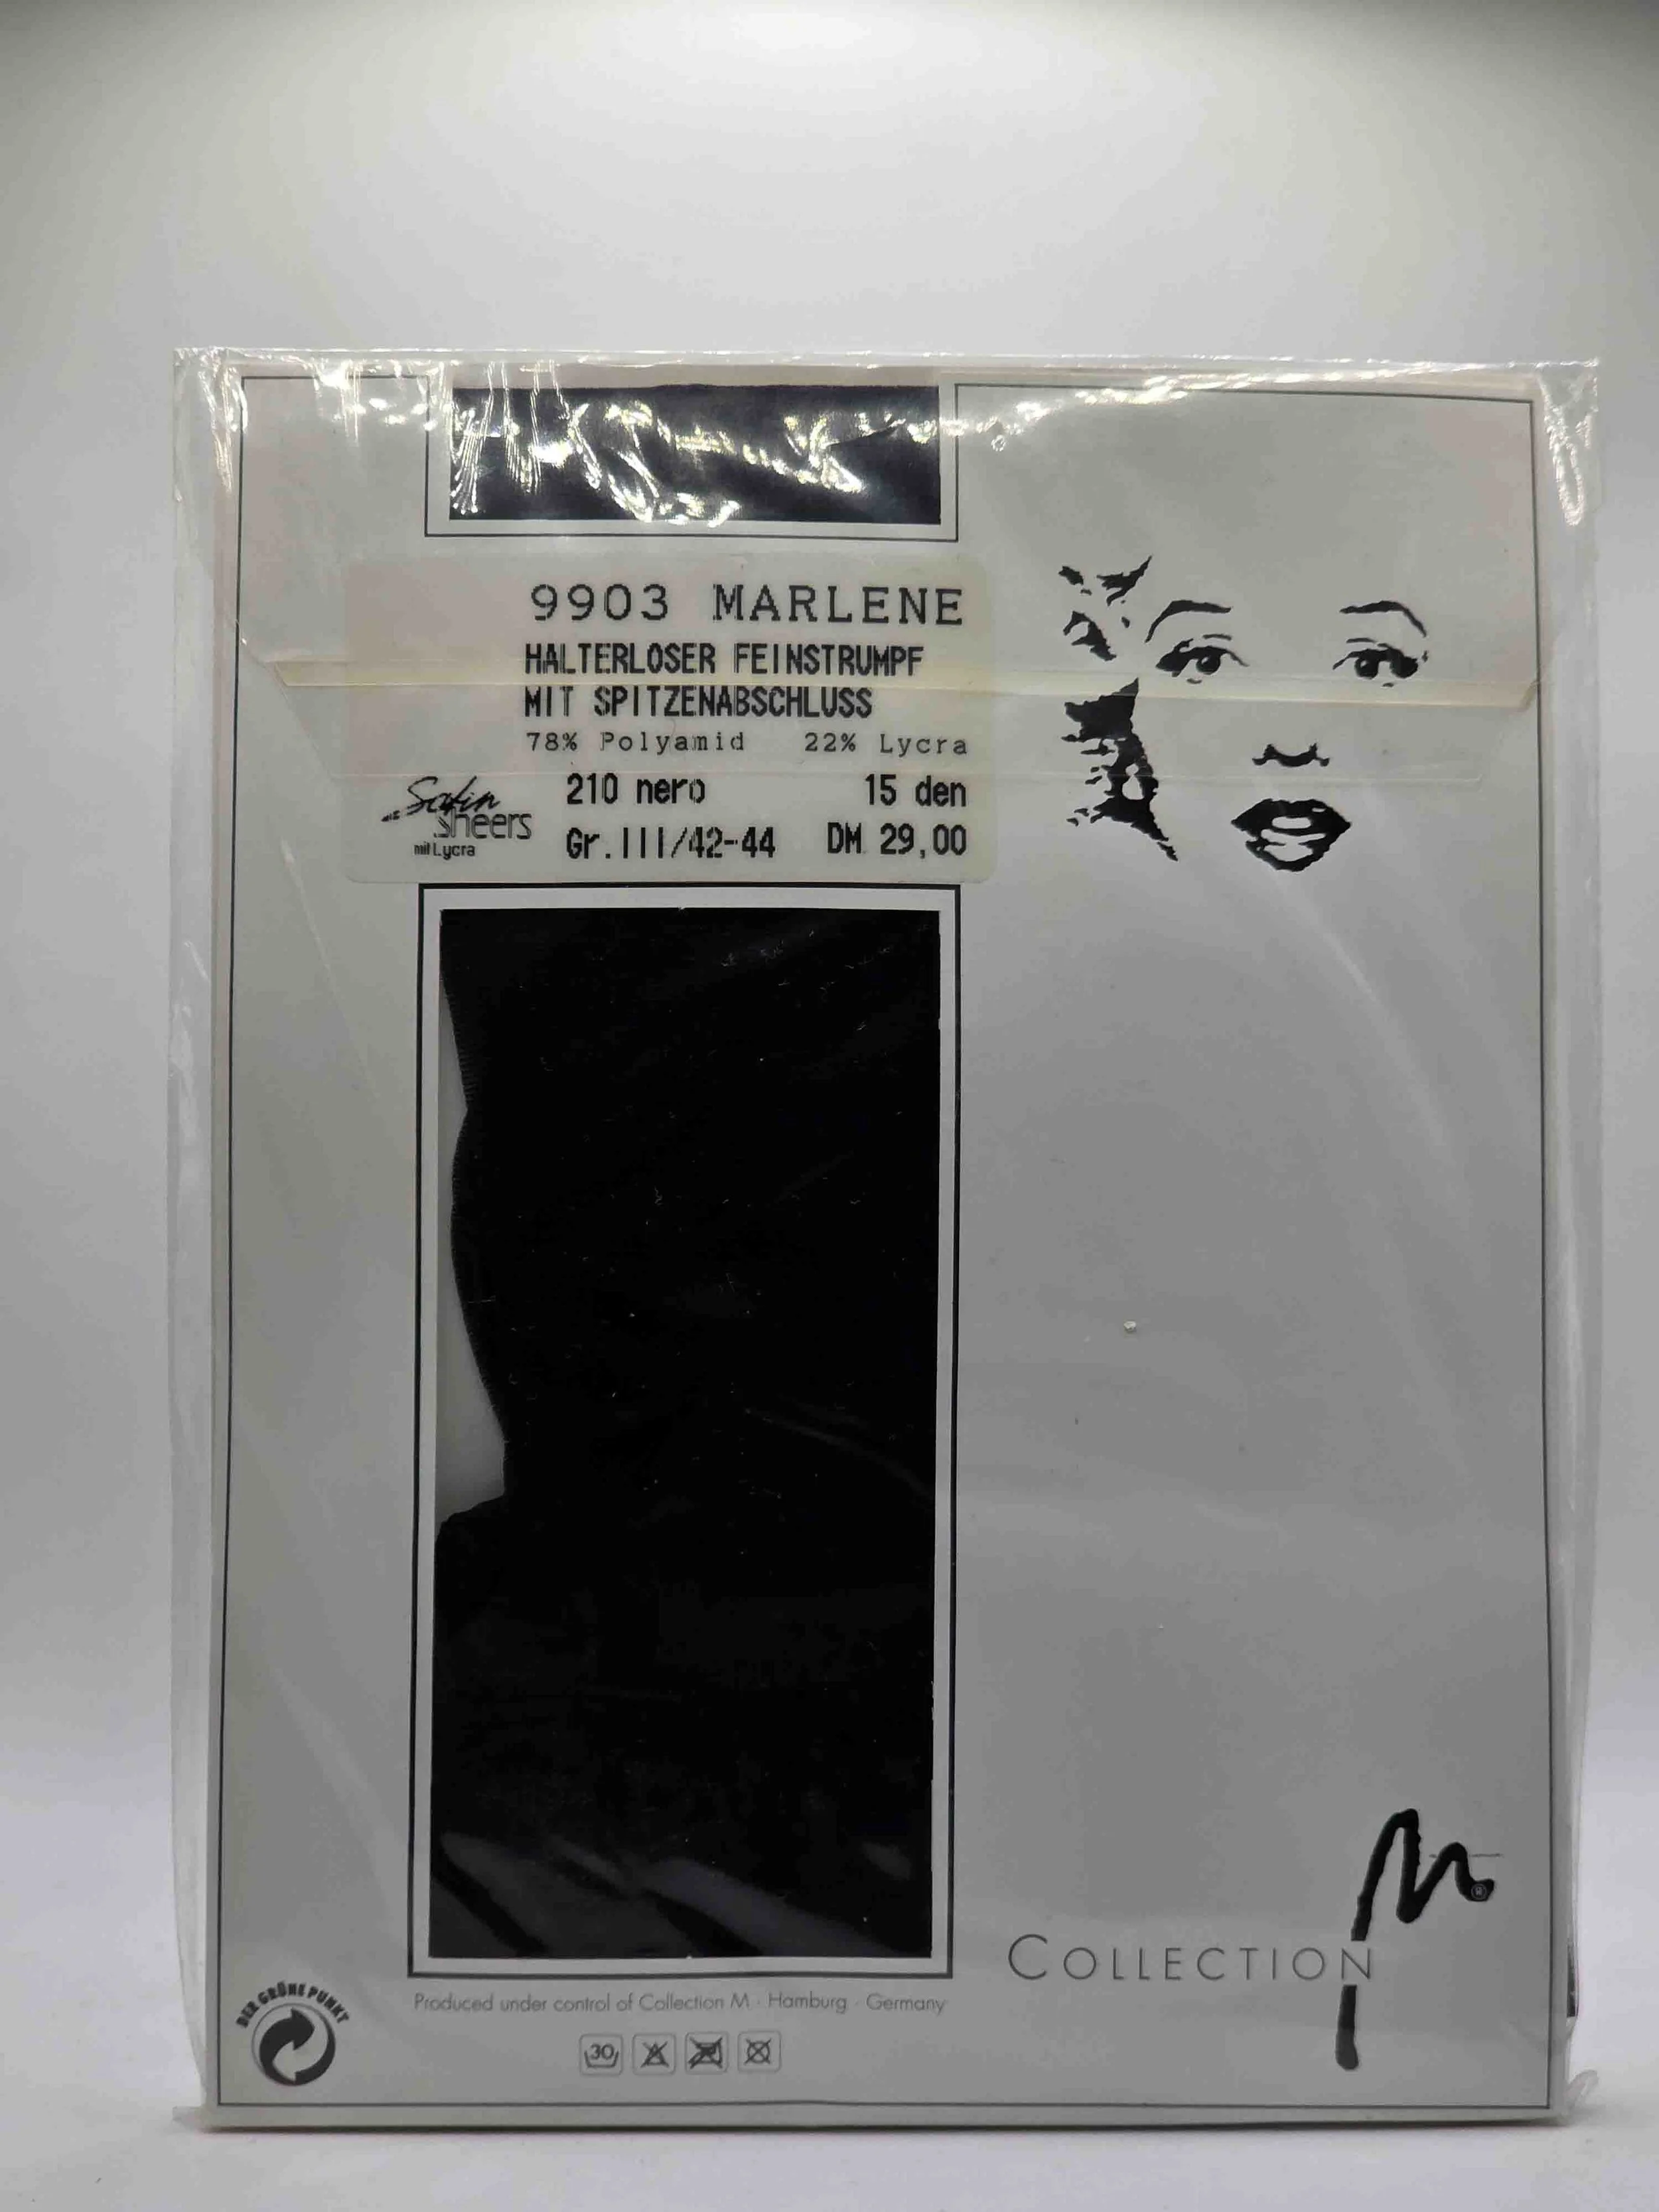 9903 MARLENE
HALTERLOSER FEINSTRUMPF
MIT SPITZENABSCHLUSS
78% Polyamid 22% Lycra
Satin
Sheers
mit Lycra
210 nero 15 den
Gr.III/42-44 DM 29,00
M ®
COLLECTION
Produced under control of Collection M · Hamburg · Germany
DER GRÜNE PUNKT
30